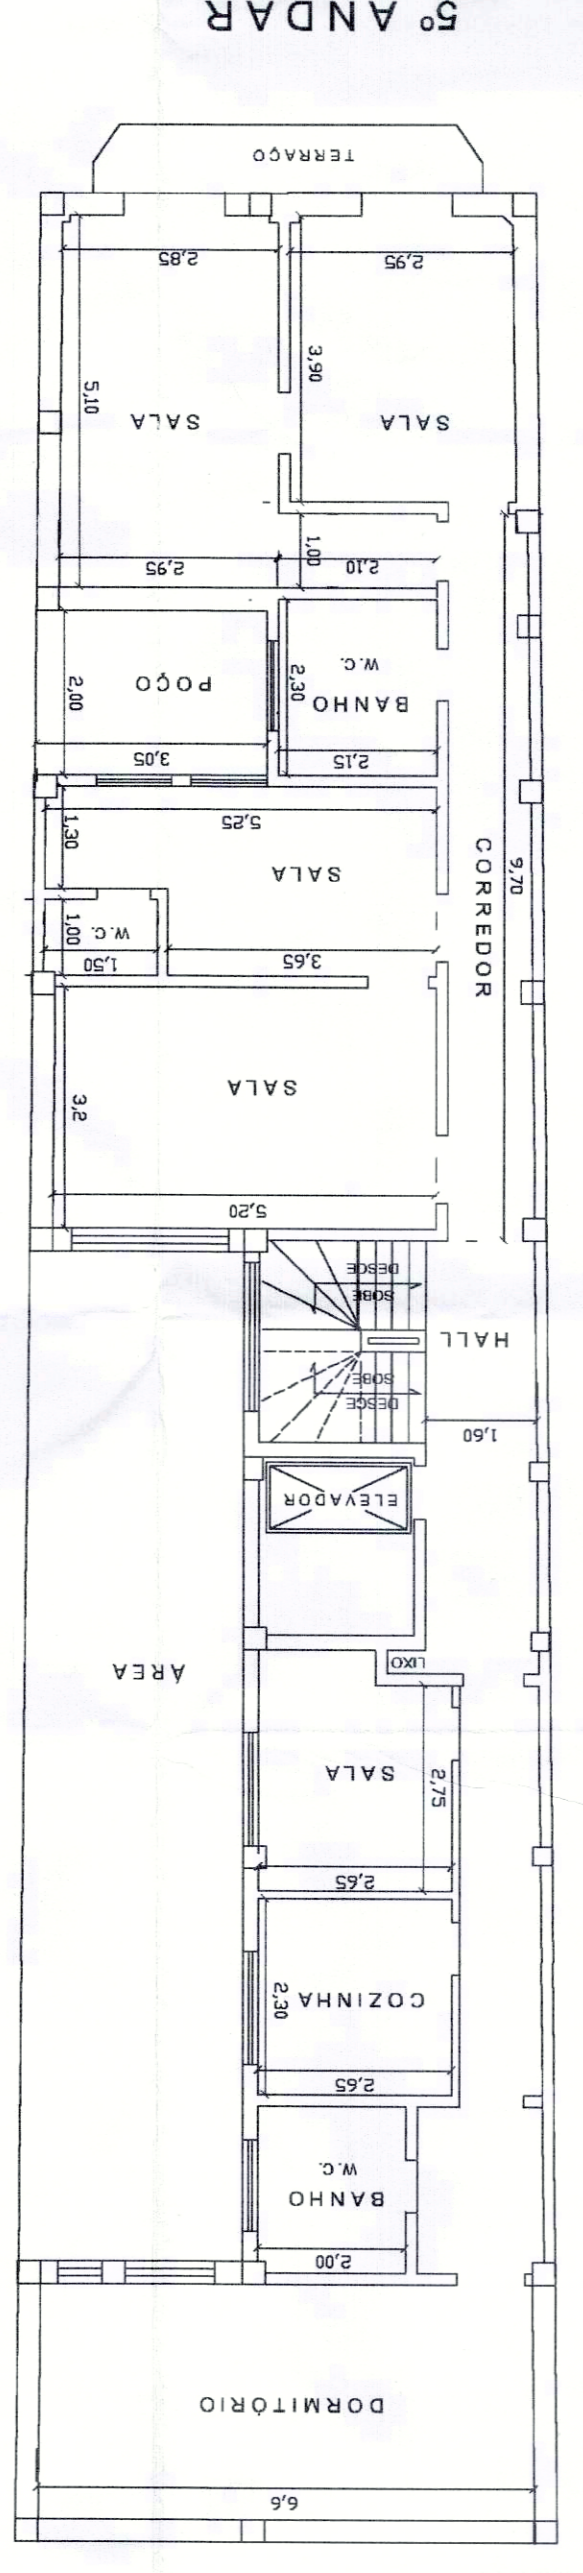 6,6
DORMITÓRIO
2,00
BANHO
W.C.
2,65
COZINHA
2,30
2,65
2,75
SALA
ÁREA
LIXO
ELEVADOR
1,60
DESCE
SOBE
HALL
SOBE
DESCE
5,20
3,2
SALA
3,65
1,50
W.C.
1,00
SALA
1,30
5,25
CORREDOR
9,70
2,15
3,05
BANHO
W.C.
2,30
POÇO
2,00
2,10
1,00
2,95
SALA
SALA
3,90
5,10
2,95
2,85
TERRAÇO
5º ANDAR